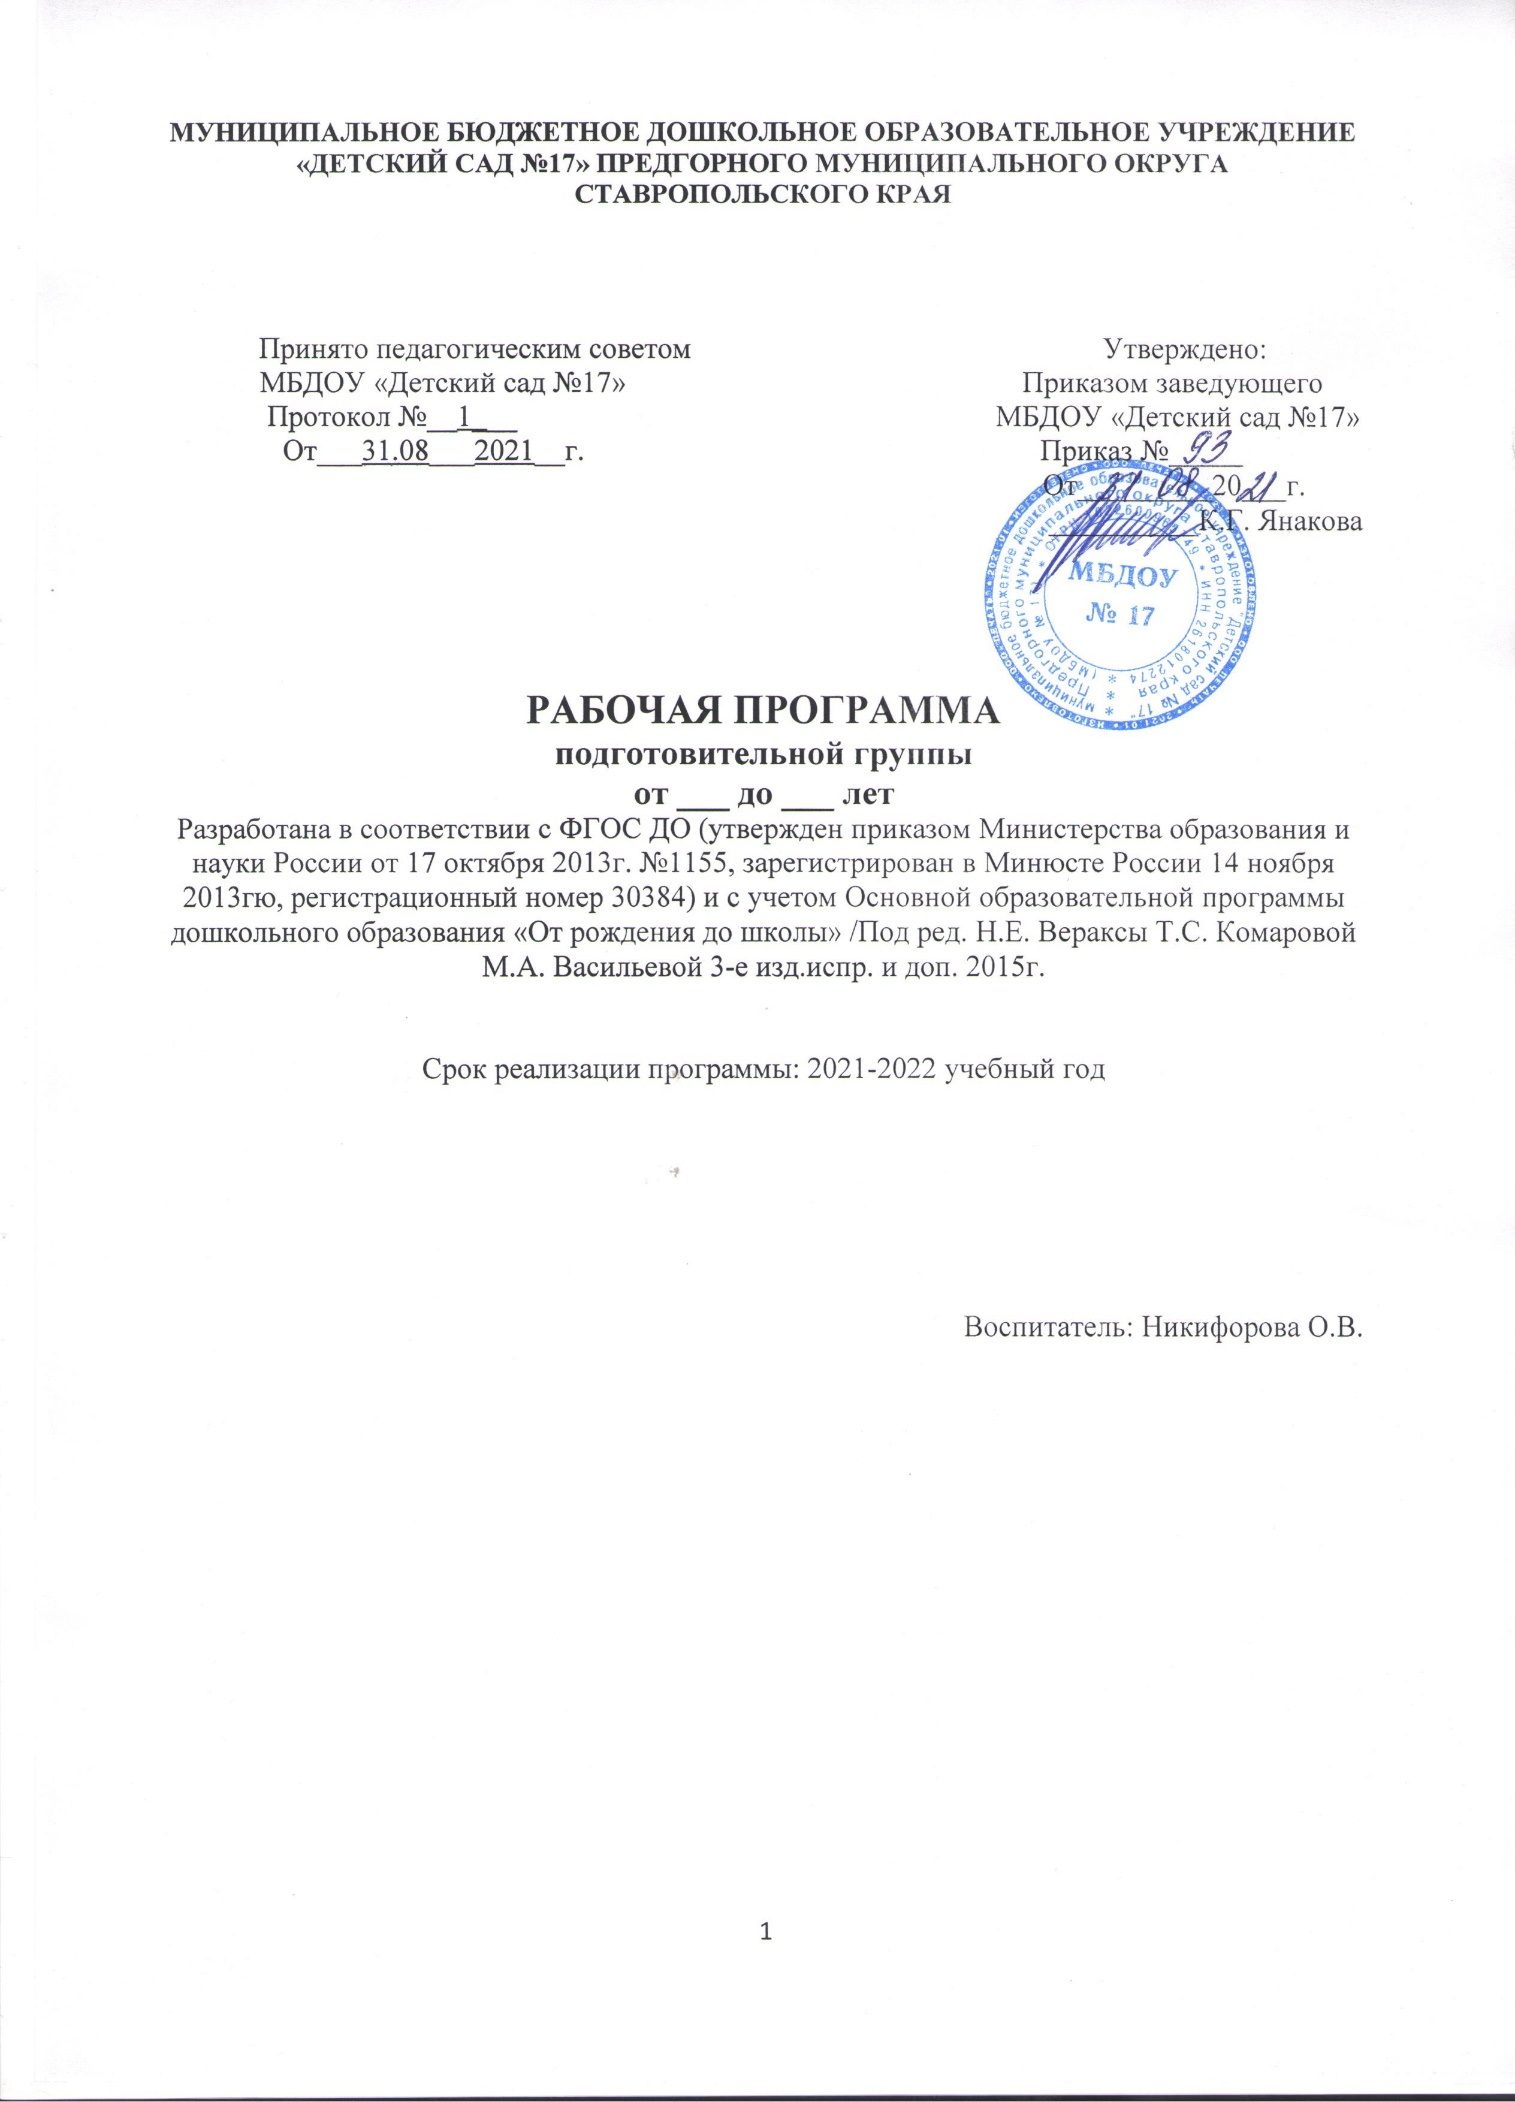 МУНИЦИПАЛЬНОЕ БЮДЖЕТНОЕ ДОШКОЛЬНОЕ ОБРАЗОВАТЕЛЬНОЕ УЧРЕЖДЕНИЕ
«ДЕТСКИЙ САД №17» ПРЕДГОРНОГО МУНИЦИПАЛЬНОГО ОКРУГА
СТАВРОПОЛЬСКОГО КРАЯ
Принято педагогическим советом
МБДОУ «Детский сад №17»
Протокол №__1___
От___31.08___2021__г.
Утверждено:
Приказом заведующего
МБДОУ «Детский сад №17»
Приказ № 93
От 31 08 2021 г.
К.Г. Янакова
МБДОУ
№ 17
РАБОЧАЯ ПРОГРАММА
подготовительной группы
от ___ до ___ лет
Разработана в соответствии с ФГОС ДО (утвержден приказом Министерства образования и
науки России от 17 октября 2013г. №1155, зарегистрирован в Минюсте России 14 ноября
2013гю, регистрационный номер 30384) и с учетом Основной образовательной программы
дошкольного образования «От рождения до школы» /Под ред. Н.Е. Вераксы Т.С. Комаровой
М.А. Васильевой 3-е изд.испр. и доп. 2015г.
Срок реализации программы: 2021-2022 учебный год
Воспитатель: Никифорова О.В.
1